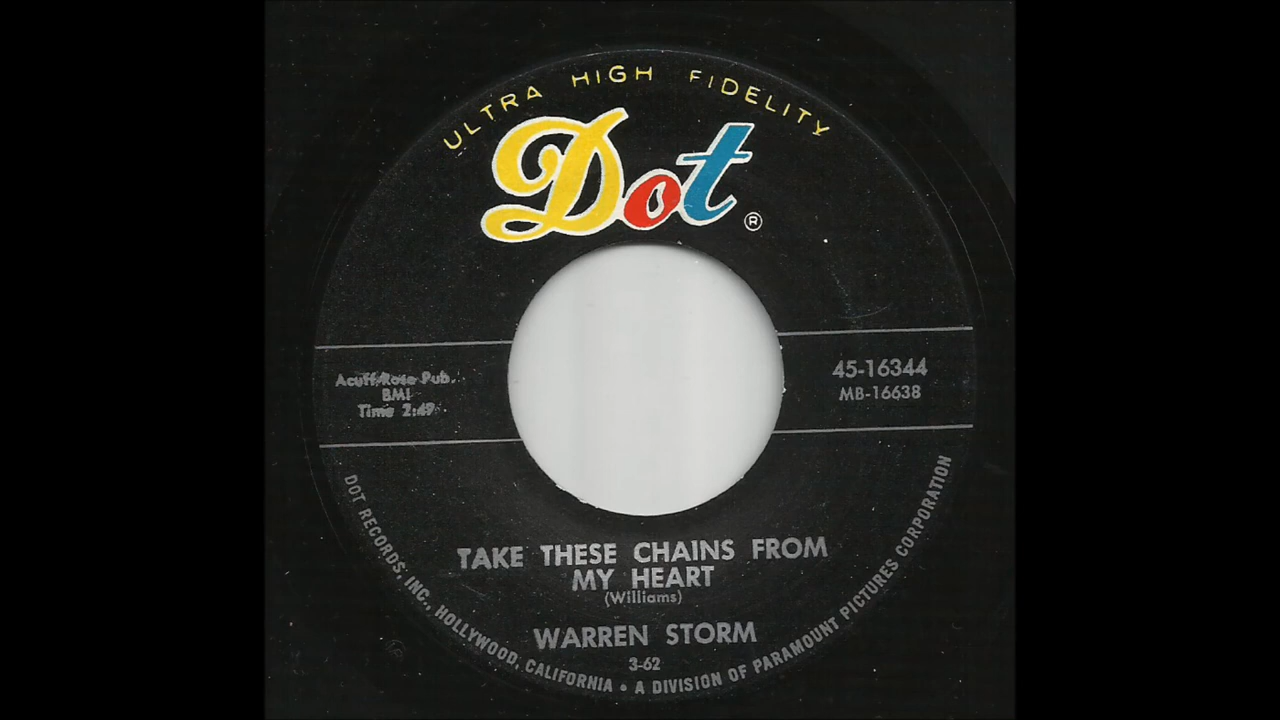 ULTRA HIGH FIDELITY
Dot ®
Acuff-Rose Pub.
BMI
Time 2:49
45-16344
MB-16638
TAKE THESE CHAINS FROM
MY HEART
(Williams)
WARREN STORM
3-62
DOT RECORDS, INC., HOLLYWOOD, CALIFORNIA • A DIVISION OF PARAMOUNT PICTURES CORPORATION